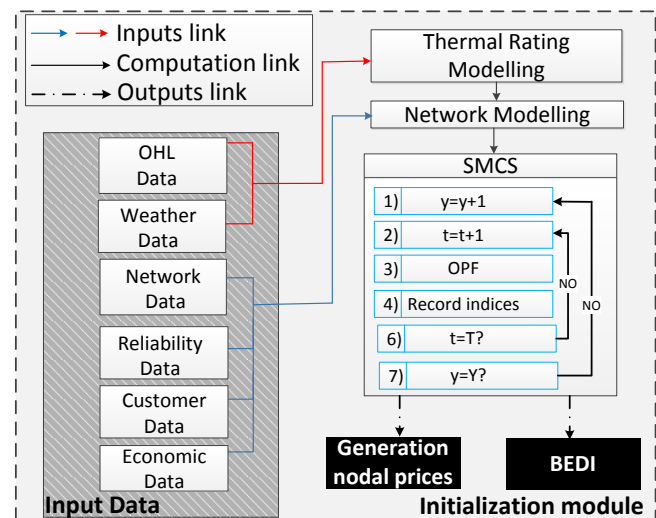 Inputs link
Computation link
Outputs link
OHL
Data
Weather
Data
Network
Data
Reliability
Data
Customer
Data
Economic
Data
Input Data
Thermal Rating
Modelling
Network Modelling
SMCS
1) y=y+1
2) t=t+1
3) OPF
4) Record indices
6) t=T?
7) y=Y?
NO
NO
Generation
nodal prices
BEDI
Initialization module